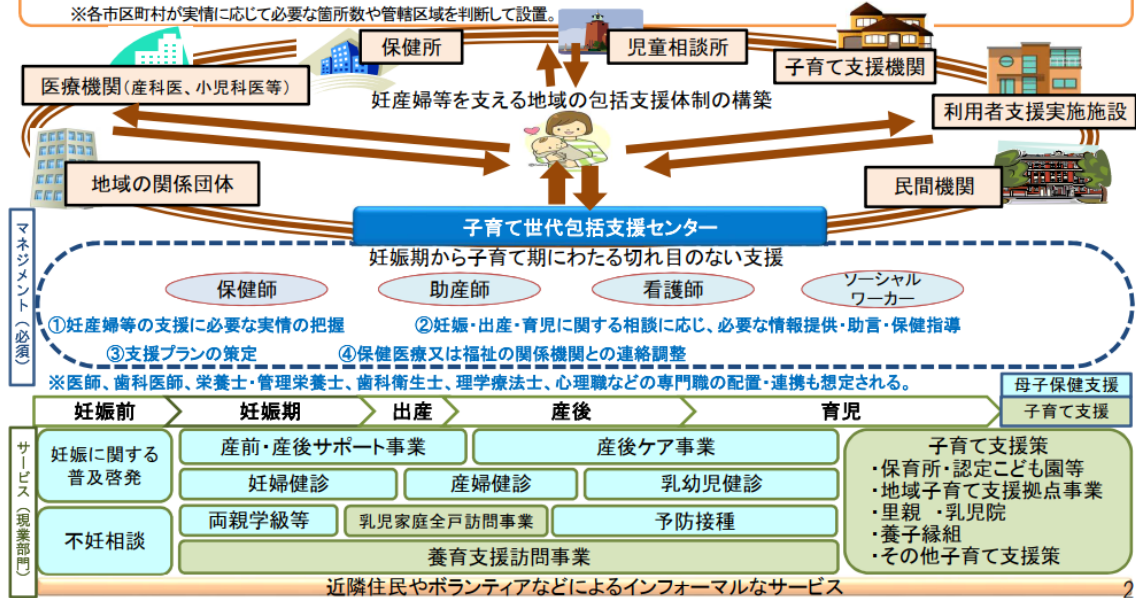 ※各市区町村が実情に応じて必要な箇所数や管轄区域を判断して設置。
保健所
児童相談所
子育て支援機関
医療機関(産科医、小児科医等)
妊産婦等を支える地域の包括支援体制の構築
利用者支援実施施設
地域の関係団体
民間機関
子育て世代包括支援センター
マネジメント(必須)
妊娠期から子育て期にわたる切れ目のない支援
保健師
助産師
看護師
ソーシャル
ワーカー
①妊産婦等の支援に必要な実情の把握
②妊娠・出産・育児に関する相談に応じ、必要な情報提供・助言・保健指導
③支援プランの策定
④保健医療又は福祉の関係機関との連絡調整
※医師、歯科医師、栄養士・管理栄養士、歯科衛生士、理学療法士、心理職などの専門職の配置・連携も想定される。
母子保健支援
子育て支援
妊娠前
妊娠期
出産
産後
育児
サービス(現業部門)
妊娠に関する
普及啓発
産前・産後サポート事業
産後ケア事業
妊婦健診
産婦健診
乳幼児健診
不妊相談
両親学級等
乳児家庭全戸訪問事業
予防接種
養育支援訪問事業
子育て支援策
・保育所・認定こども園等
・地域子育て支援拠点事業
・里親 ・乳児院
・養子縁組
・その他子育て支援策
近隣住民やボランティアなどによるインフォーマルなサービス
2